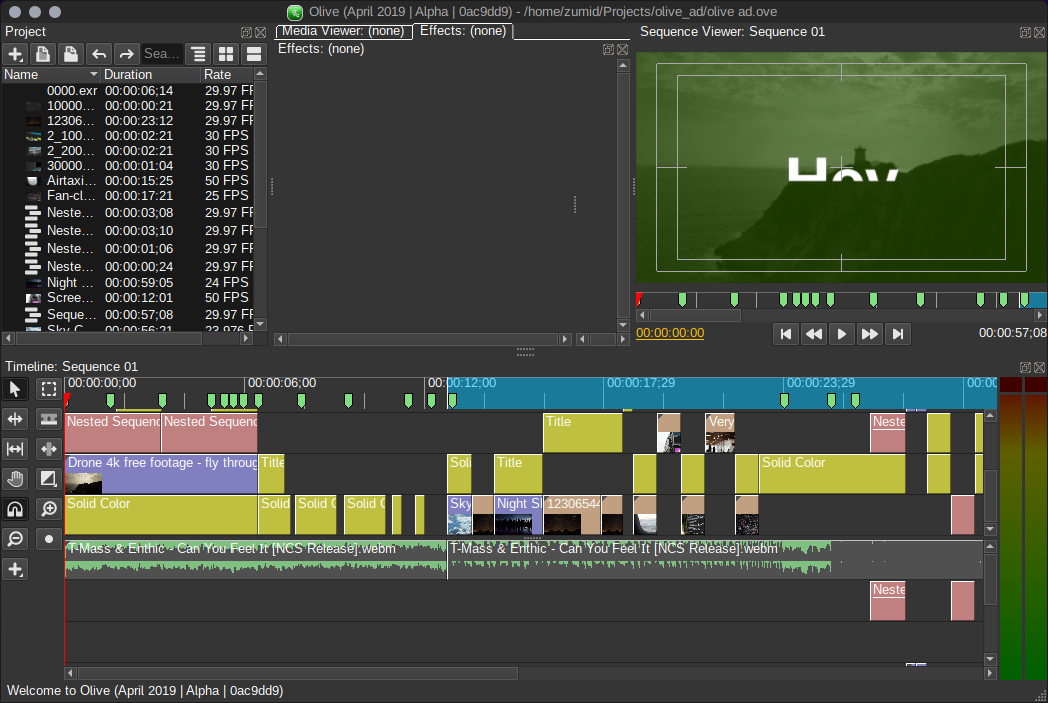 Olive (April 2019 | Alpha | 0ac9dd9) - /home/zumid/Projects/olive_ad/olive ad.ove
Project
Media Viewer: (none) Effects: (none)
Sequence Viewer: Sequence 01
Sea...
Effects: (none)
Name Duration Rate
0000.exr 00:00:06;14 29.97 FF
10000... 00:00:00:21 29.97 FF
12306... 00:00:23:12 29.97 FF
2_100... 00:00:02:21 30 FPS
2_200... 00:00:02:21 30 FPS
30000... 00:00:01:04 30 FPS
Airtaxi... 00:00:15:25 50 FPS
Fan-cl... 00:00:17:21 25 FPS
Neste... 00:00:03;08 29.97 FF
Neste... 00:00:03;10 29.97 FF
Neste... 00:00:01;06 29.97 FF
Neste... 00:00:00;24 29.97 FF
Night ... 00:00:59:05 24 FPS
Scree... 00:00:12:01 50 FPS
Seque... 00:00:57;08 29.97 FF
Sky C... 00:00:56:21 23.976 FPS
Hey
00:00:00;00 00:00:57;08
Timeline: Sequence 01
00:00:00;00 00:00:06;00 00:00:12;00 00:00:17;29 00:00:23;29 00:00
Nested Sequenc Nested Sequenc Title Very Neste
Drone 4k free footage - fly throug Title Soli Title Solid Color
Solid Color Solid Solid C Solid C Sky Night S 12306544
T-Mass & Enthic - Can You Feel It [NCS Release].webm T-Mass & Enthic - Can You Feel It [NCS Release].webm
Neste
Welcome to Olive (April 2019 | Alpha | 0ac9dd9)